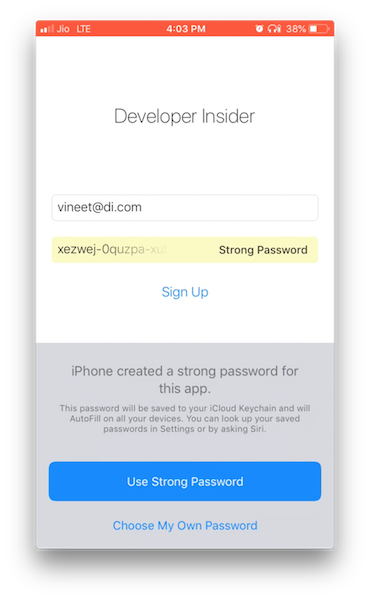 Jio LTE 4:03 PM 38%
Developer Insider
vineet@di.com
xezwej-0quzpa- Strong Password
Sign Up
iPhone created a strong password for
this app.
This password will be saved to your iCloud Keychain and will
AutoFill on all your devices. You can look up your saved
passwords in Settings or by asking Siri.
Use Strong Password
Choose My Own Password